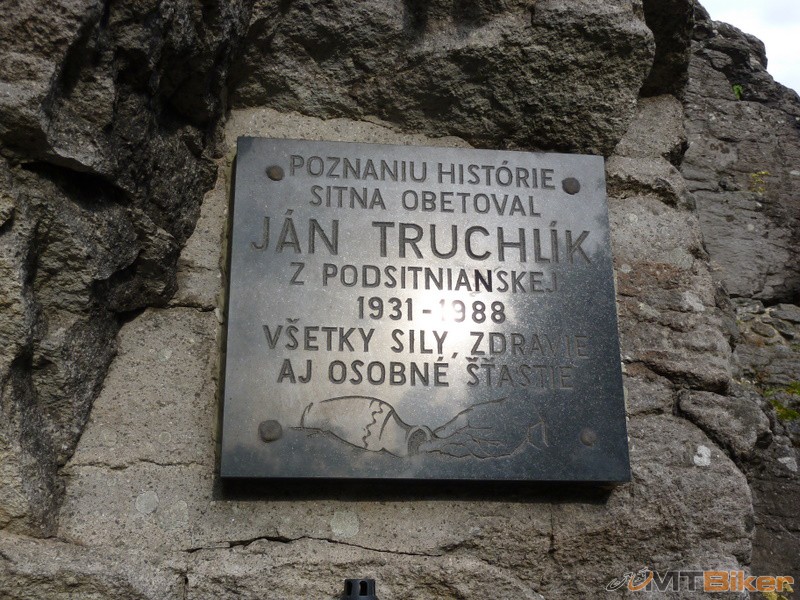 POZNANIU HISTÓRIE
SITNA OBETOVAL
JÁN TRUCHLÍK
Z PODSITNIANSKEJ
1931-1988
VŠETKY SILY, ZDRAVIE
AJ OSOBNÉ ŠŤASTIE
MTBiker